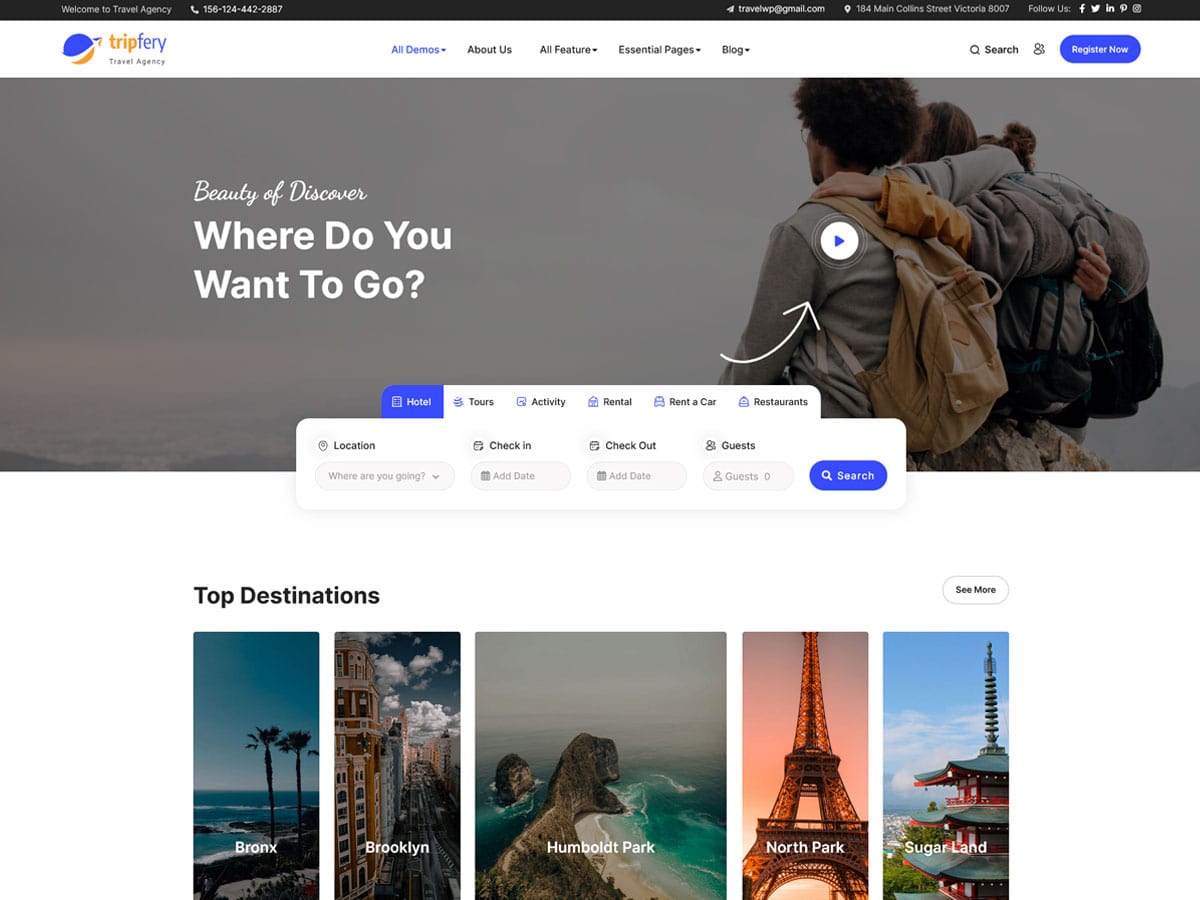 Welcome to Travel Agency
156-124-442-2887
travelwp@gmail.com
184 Main Collins Street Victoria 8007
Follow Us:
tripfery
Travel Agency
All Demos
About Us
All Feature
Essential Pages
Blog
Search
Register Now
Beauty of Discover
Where Do You
Want To Go?
Hotel
Tours
Activity
Rental
Rent a Car
Restaurants
Location
Check in
Check Out
Guests
Where are you going?
Add Date
Add Date
Guests 0
Search
Top Destinations
See More
Bronx
Brooklyn
Humboldt Park
North Park
Sugar Land